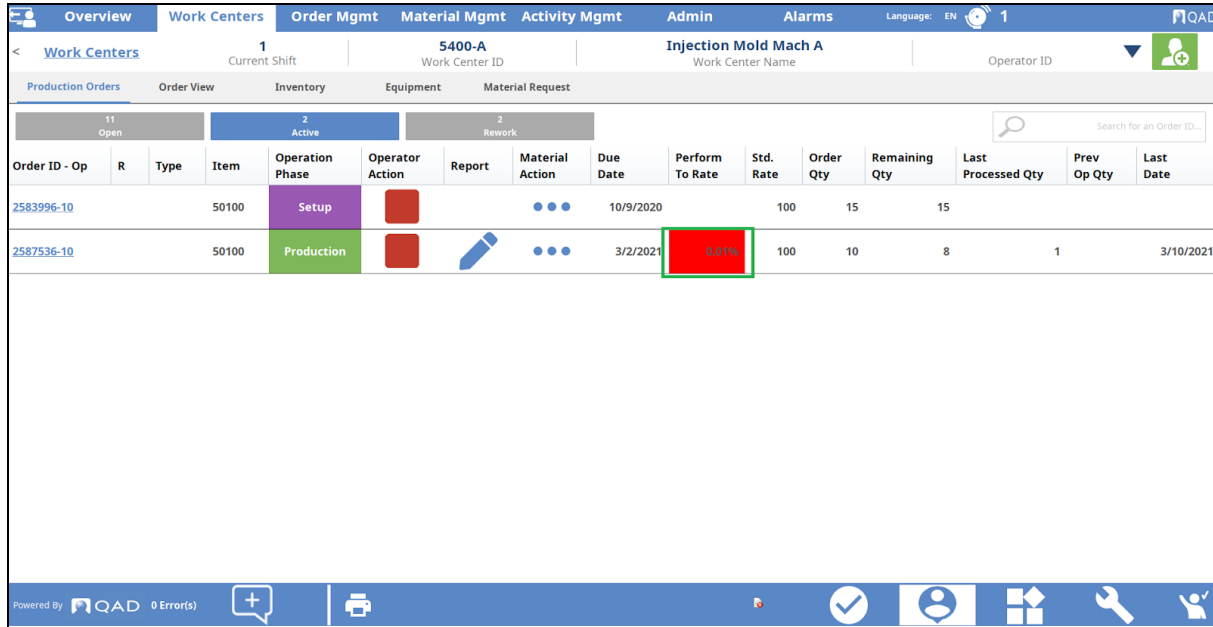 Overview Work Centers Order Mgmt Material Mgmt Activity Mgmt Admin Alarms Language: EN 1 QAD
< Work Centers 1 5400-A Injection Mold Mach A
Current Shift Work Center ID Work Center Name Operator ID
Production Orders Order View Inventory Equipment Material Request
11 2 2
Open Active Rework Search for an Order ID...
Order ID - Op R Type Item Operation Phase Operator Action Report Material Action Due Date Perform To Rate Std. Rate Order Qty Remaining Qty Last Processed Qty Prev Op Qty Last Date
2583996-10 50100 Setup 10/9/2020 100 15 15
2587536-10 50100 Production 3/2/2021 0.01% 100 10 8 1 3/10/2021
Powered By QAD 0 Error(s)